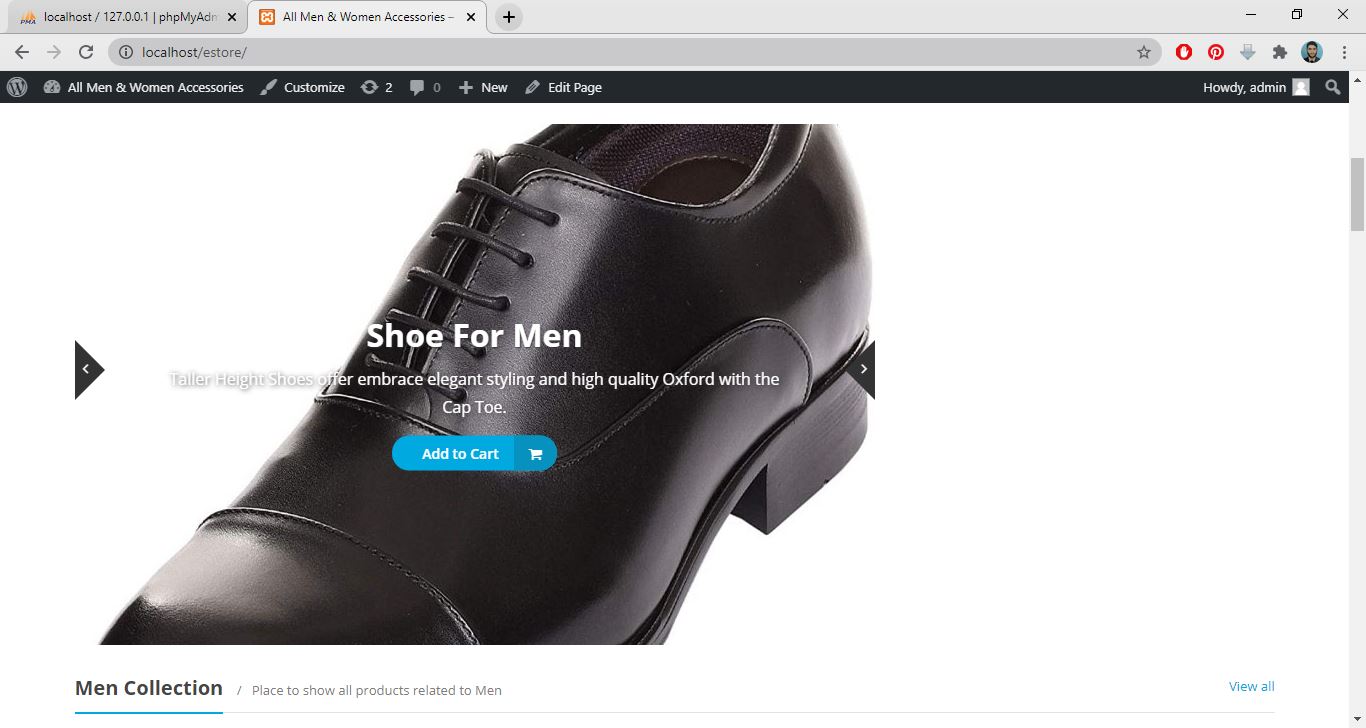 localhost / 127.0.0.1 | phpMyAdm
All Men & Women Accessories –
localhost/estore/
All Men & Women Accessories Customize 2 0 New Edit Page Howdy, admin
Shoe For Men
Taller Height Shoes offer embrace elegant styling and high quality Oxford with the
Cap Toe.
Add to Cart
Men Collection / Place to show all products related to Men View all